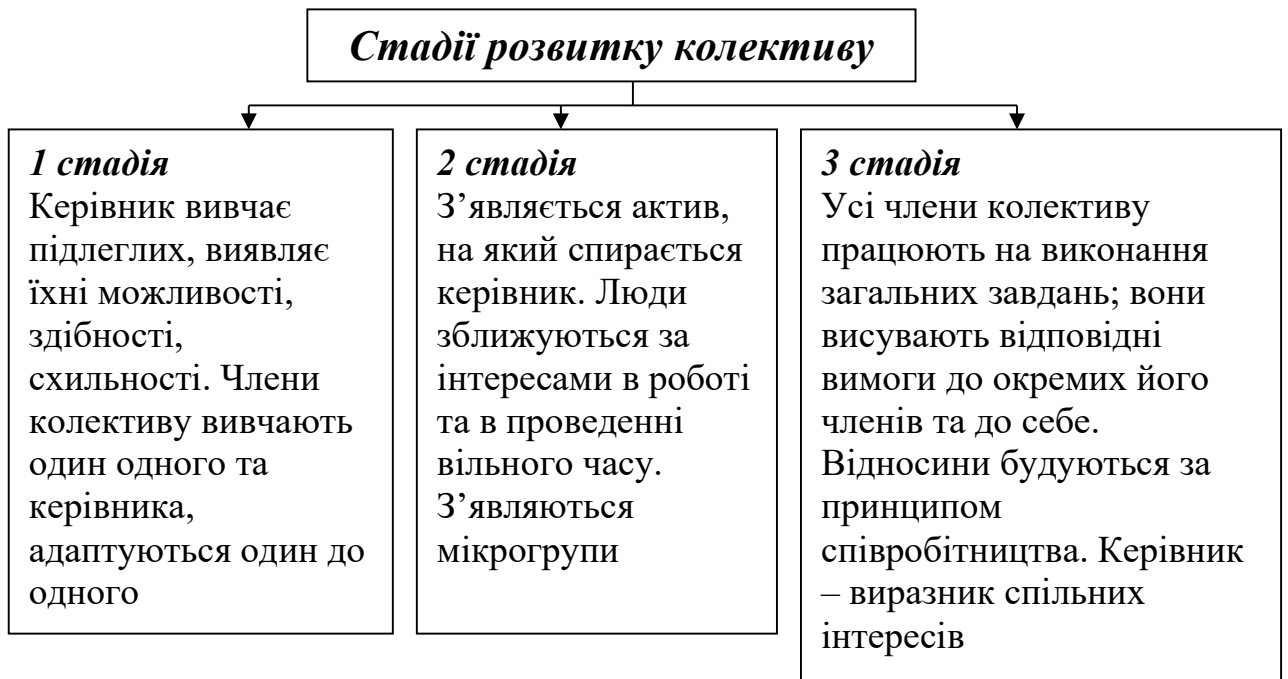 Стадії розвитку колективу
1 стадія
Керівник вивчає
підлеглих, виявляє
їхні можливості,
здібності,
схильності. Члени
колективу вивчають
один одного та
керівника,
адаптуються один до
одного
2 стадія
З’являється актив,
на який спирається
керівник. Люди
зближуються за
інтересами в роботі
та в проведенні
вільного часу.
З’являються
мікрогрупи
3 стадія
Усі члени колективу
працюють на виконання
загальних завдань; вони
висувають відповідні
вимоги до окремих його
членів та до себе.
Відносини будуються за
принципом
співробітництва. Керівник
– виразник спільних
інтересів